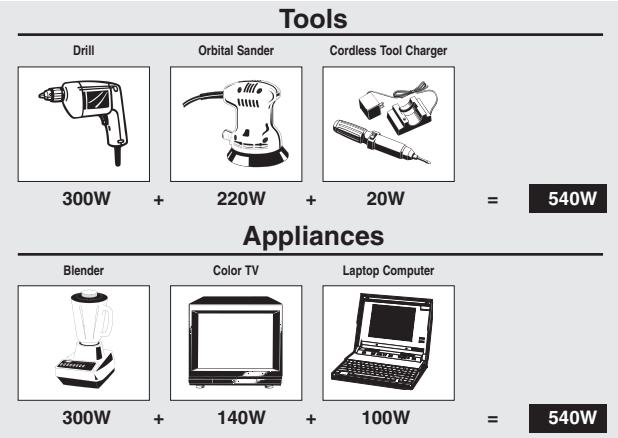 Tools
Drill Orbital Sander Cordless Tool Charger
300W + 220W + 20W = 540W
Appliances
Blender Color TV Laptop Computer
300W + 140W + 100W = 540W